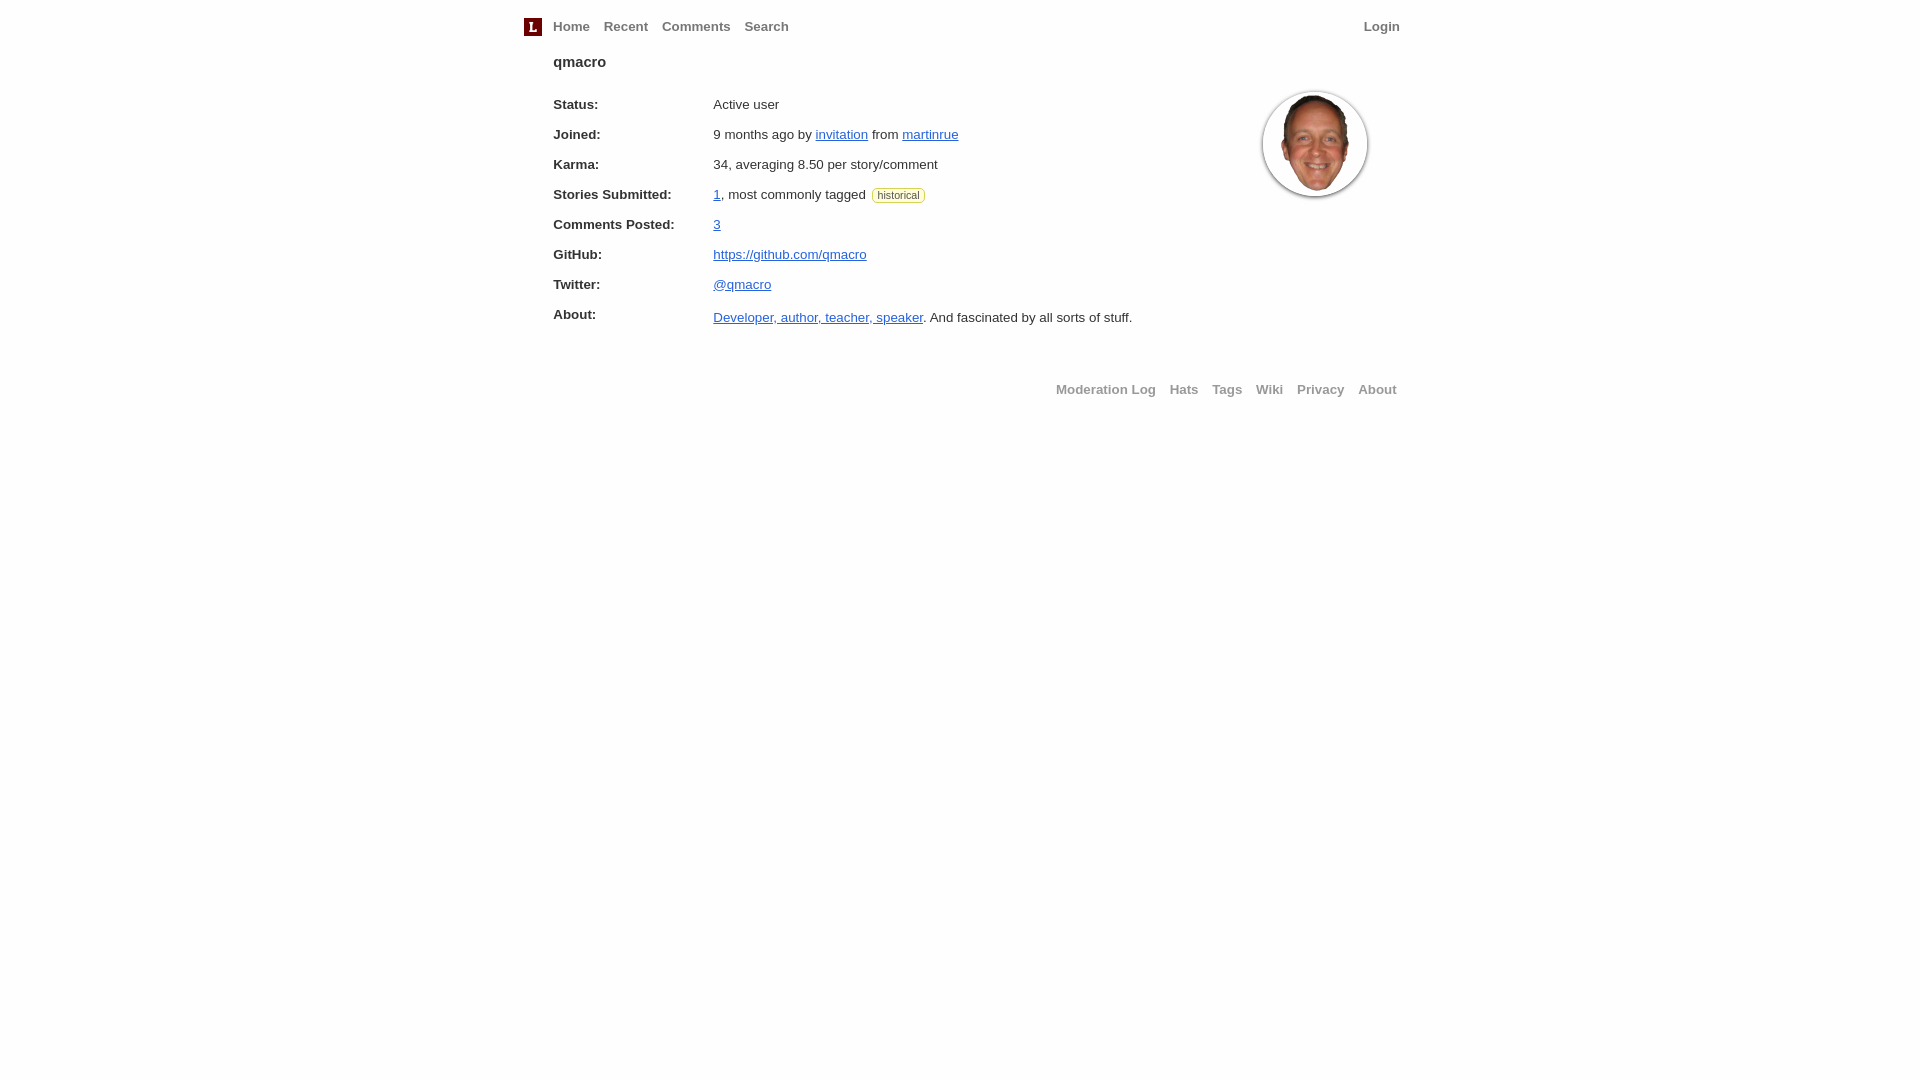 L Home Recent Comments Search Login
qmacro
Status: Active user
Joined: 9 months ago by invitation from martinrue
Karma: 34, averaging 8.50 per story/comment
Stories Submitted: 1, most commonly tagged historical
Comments Posted: 3
GitHub: https://github.com/qmacro
Twitter: @qmacro
About: Developer, author, teacher, speaker. And fascinated by all sorts of stuff.
Moderation Log Hats Tags Wiki Privacy About